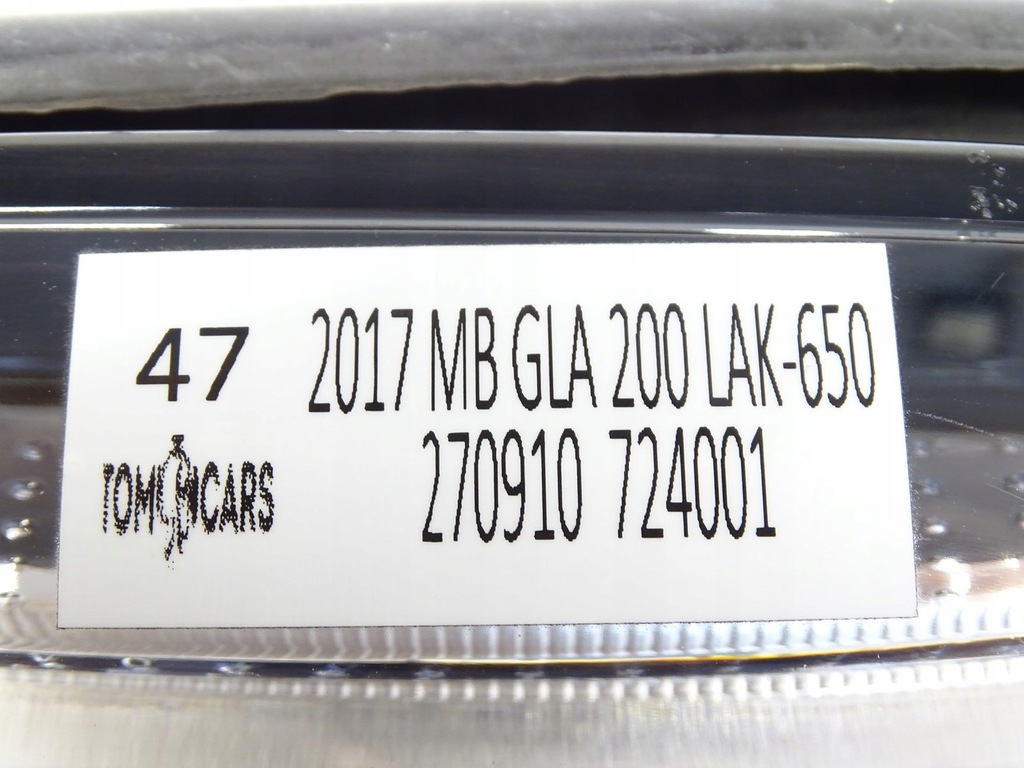 47
2017 MB GLA 200 LAK-650
270910 724001
TOM CARS